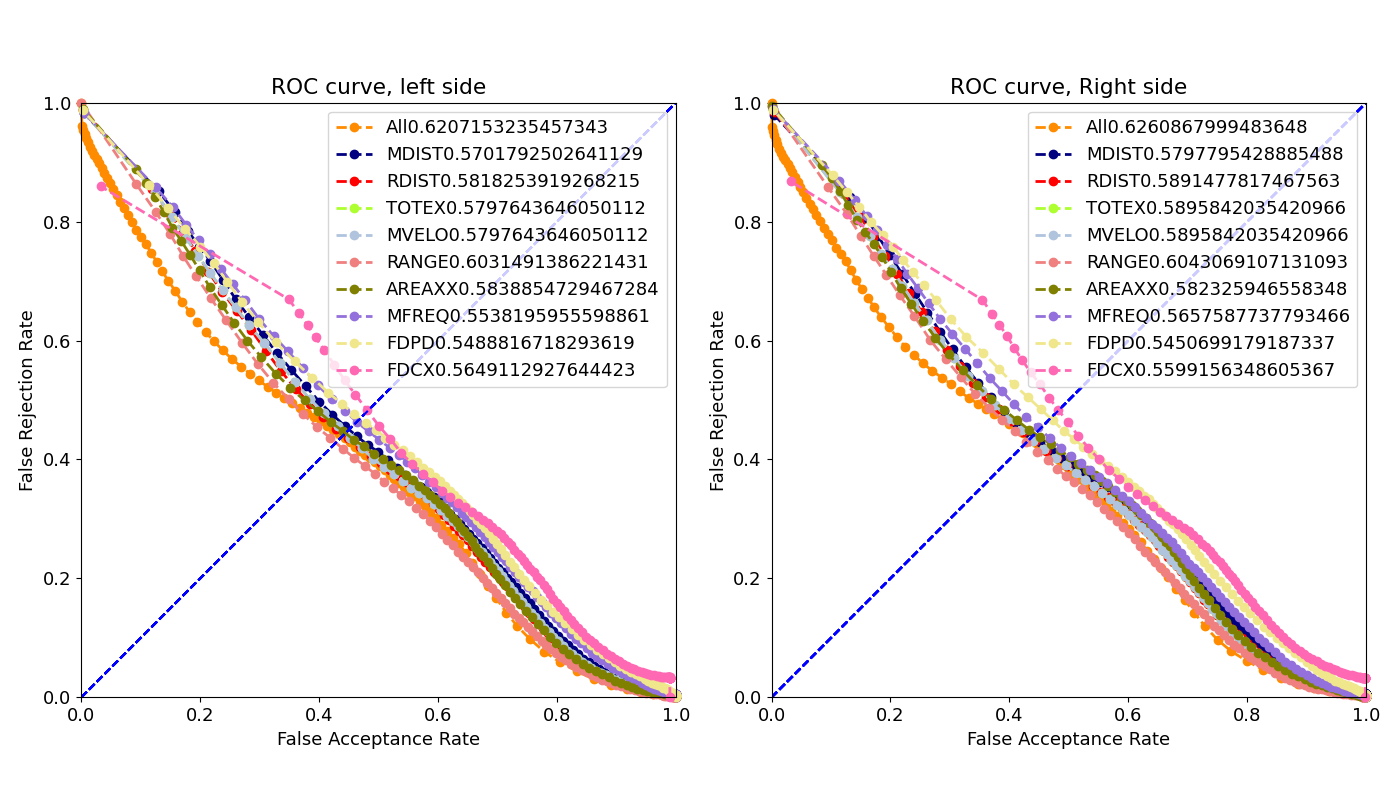 ROC curve, left side
1.0
0.8
0.6
0.4
0.2
0.0
False Rejection Rate
All0.6207153235457343
MDIST0.5701792502641129
RDIST0.5818253919268215
TOTEX0.5797643646050112
MVELO0.5797643646050112
RANGE0.6031491386221431
AREAXX0.5838854729467284
MFREQ0.5538195955598861
FDPD0.5488816718293619
FDCX0.5649112927644423
0.0 0.2 0.4 0.6 0.8 1.0
False Acceptance Rate
ROC curve, Right side
1.0
0.8
0.6
0.4
0.2
0.0
False Rejection Rate
All0.6260867999483648
MDIST0.5797795428885488
RDIST0.5891477817467563
TOTEX0.5895842035420966
MVELO0.5895842035420966
RANGE0.6043069107131093
AREAXX0.582325946558348
MFREQ0.5657587737793466
FDPD0.5450699179187337
FDCX0.5599156348605367
0.0 0.2 0.4 0.6 0.8 1.0
False Acceptance Rate